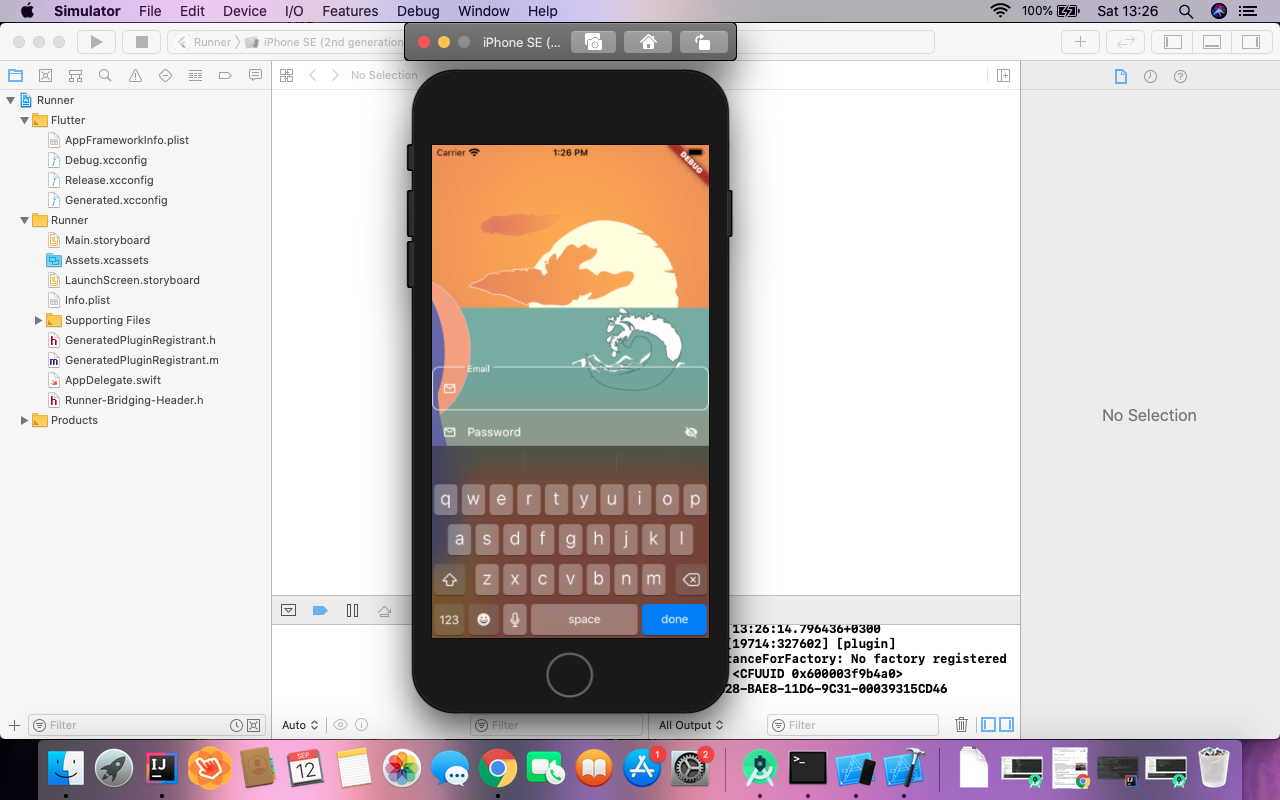 Simulator File Edit Device I/O Features Debug Window Help 100% Sat 13:26
Runner iPhone SE (2nd generation
iPhone SE (...
No Selection
Runner
Flutter
AppFrameworkInfo.plist
Debug.xcconfig
Release.xcconfig
Generated.xcconfig
Runner
Main.storyboard
Assets.xcassets
LaunchScreen.storyboard
Info.plist
Supporting Files
GeneratedPluginRegistrant.h
GeneratedPluginRegistrant.m
AppDelegate.swift
Runner-Bridging-Header.h
Products
Filter
Carrier 1:26 PM
DEBUG
Email
Password
q w e r t y u i o p
a s d f g h j k l
z x c v b n m
123 space done
No Selection
13:26:14.796436+0300
[19714:327602] [plugin]
tanceForFactory: No factory registered
<CFUUID 0x600003f9b4a0>
28-BAE8-11D6-9C31-00039315CD46
Auto Filter All Output Filter
SEP
12
IJ
1
2
>_